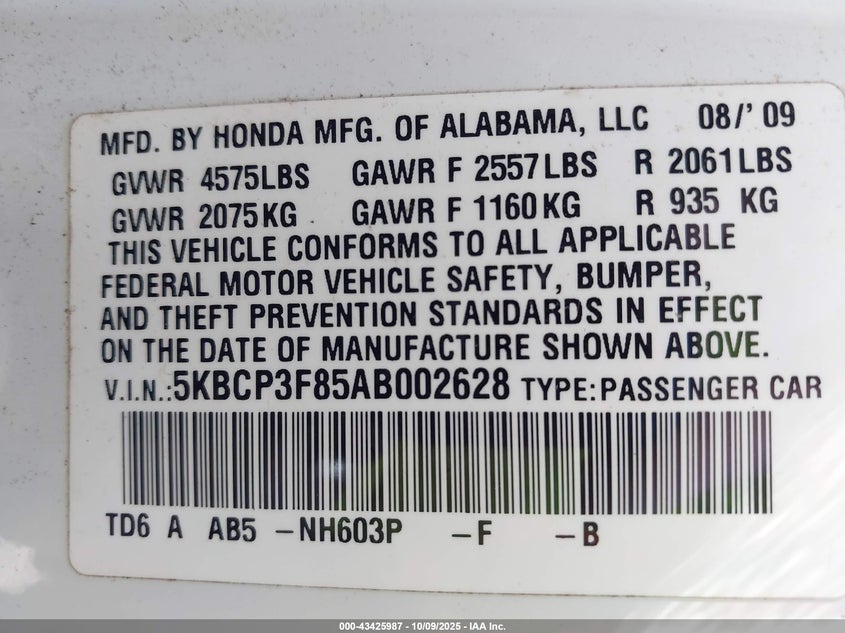 MFD. BY HONDA MFG. OF ALABAMA, LLC 08/' 09
GVWR 4575LBS GAWR F 2557LBS R 2061LBS
GVWR 2075KG GAWR F 1160KG R 935 KG
THIS VEHICLE CONFORMS TO ALL APPLICABLE
FEDERAL MOTOR VEHICLE SAFETY, BUMPER,
AND THEFT PREVENTION STANDARDS IN EFFECT
ON THE DATE OF MANUFACTURE SHOWN ABOVE.
V.I.N.:5KBCP3F85AB002628 TYPE:PASSENGER CAR
TD6 A AB5 -NH603P -F -B
000-43425987 - 10/09/2025 - IAA Inc.